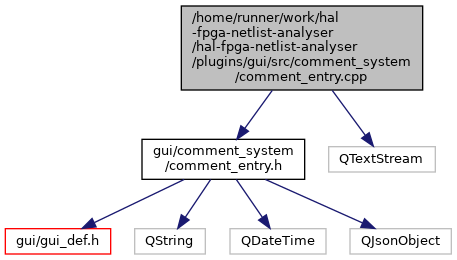 /home/runner/work/hal
-fpga-netlist-analyser
/hal-fpga-netlist-analyser
/plugins/gui/src/comment_system
/comment_entry.cpp
gui/comment_system
/comment_entry.h
QTextStream
gui/gui_def.h
QString
QDateTime
QJsonObject